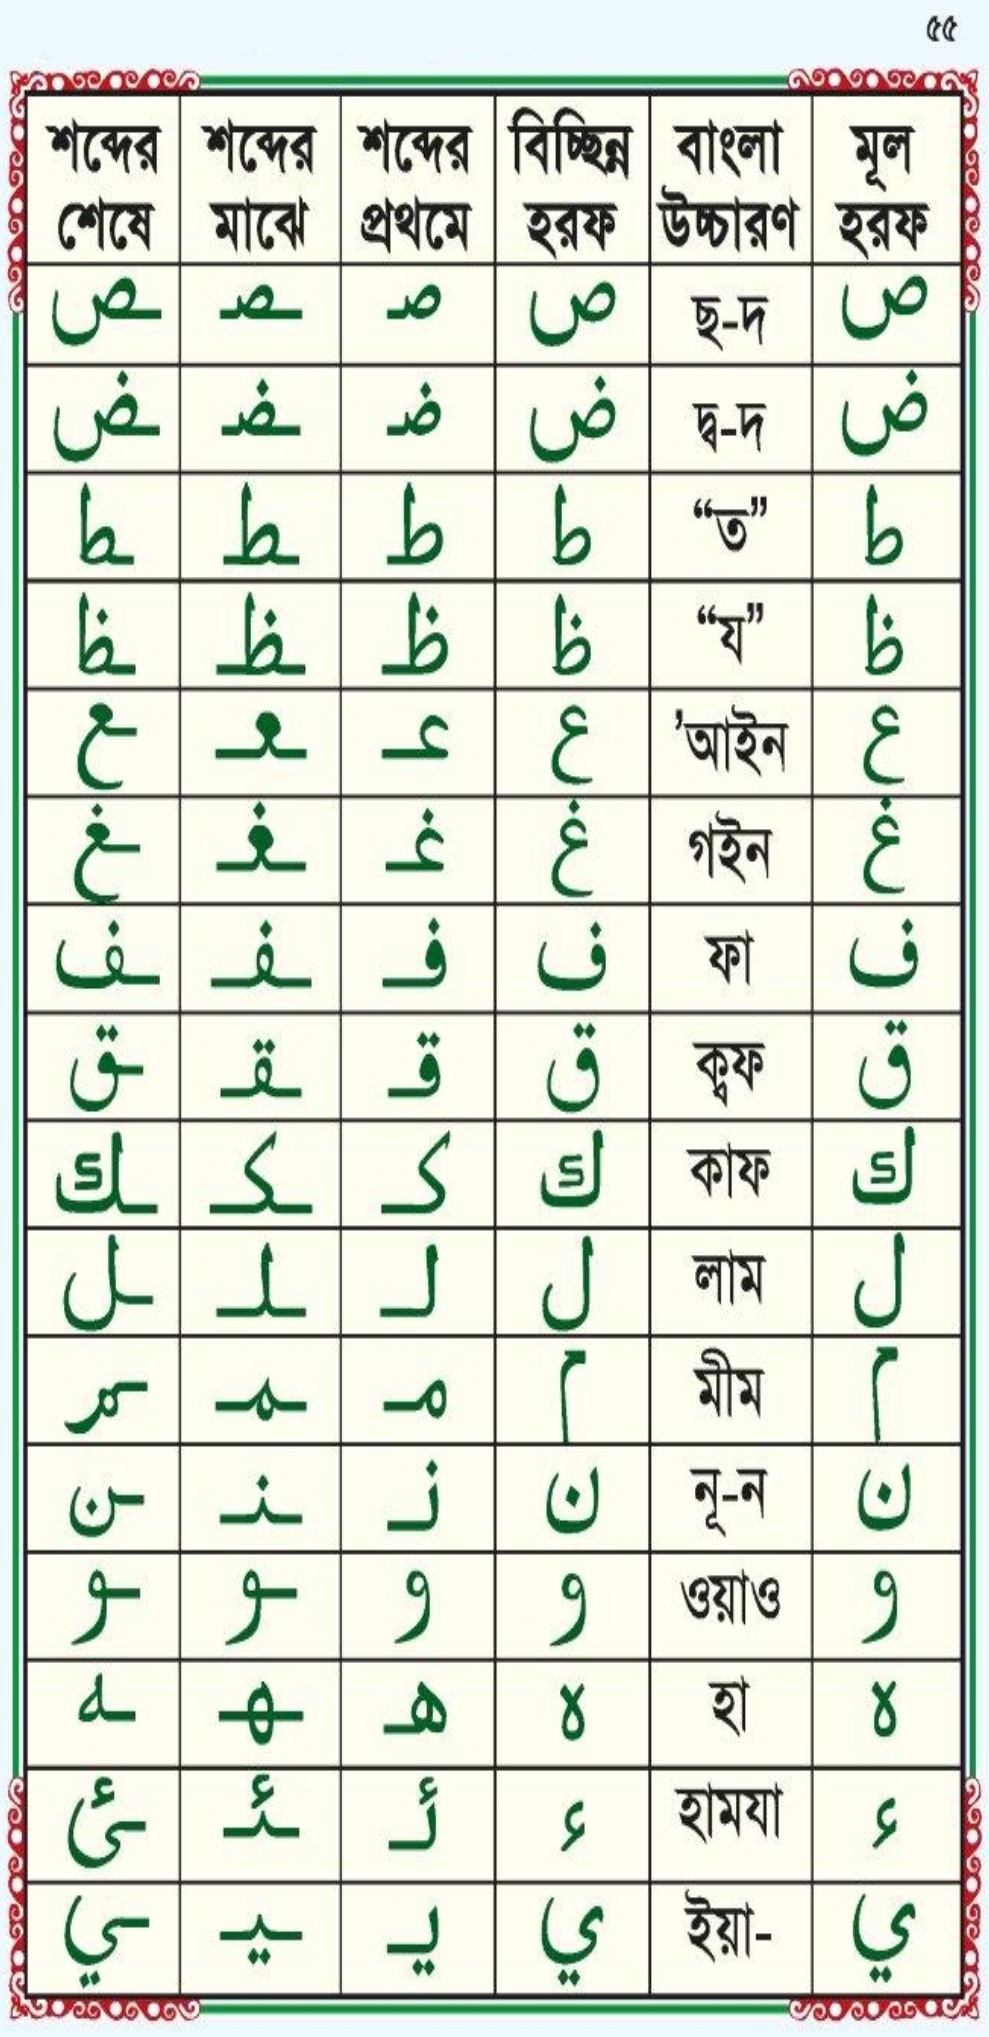 ৫৫
শব্দের শেষে | শব্দের মাঝে | শব্দের প্রথমে | বিচ্ছিন্ন হরফ | বাংলা উচ্চারণ | মূল হরফ
ـص | ـصـ | صـ | ص | ছ-দ | ص
ـض | ـضـ | ضـ | ض | দ্ব-দ | ض
ـط | ـطـ | طـ | ط | “ত” | ط
ـظ | ـظـ | ظـ | ظ | “য” | ظ
ـع | ـعـ | عـ | ع | ’আইন | ع
ـغ | ـغـ | غـ | غ | গইন | غ
ـف | ـفـ | فـ | ف | ফা | ف
ـق | ـقـ | قـ | ق | ক্বফ | ق
ـك | ـكـ | كـ | ك | কাফ | ك
ـل | ـلـ | لـ | ل | লাম | ل
ـم | ـمـ | مـ | م | মীম | م
ـن | ـنـ | نـ | ن | নূ-ন | ن
ـو | ـو | و | و | ওয়াও | و
ـه | ـهـ | هـ | ه | হা | ه
ـئ | ـئـ | ئـ | ء | হামযা | ء
ـي | ـيـ | يـ | ي | ইয়া- | ي